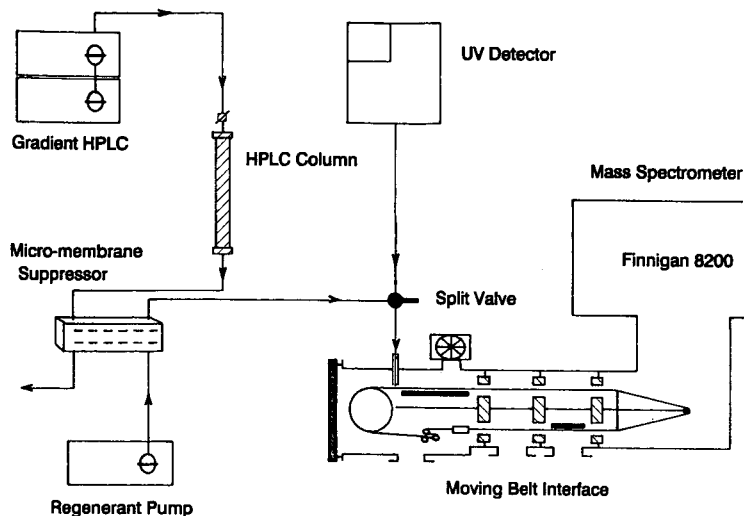 UV Detector
Gradient HPLC
HPLC Column
Mass Spectrometer
Micro-membrane
Suppressor
Finnigan 8200
Split Valve
Moving Belt Interface
Regenerant Pump